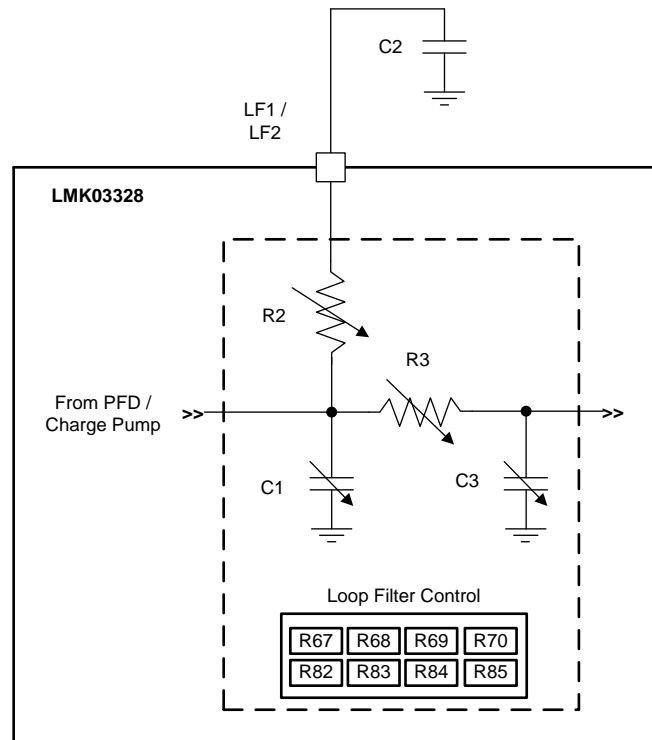 C2
LF1 /
LF2
LMK03328
R2
R3
From PFD /
Charge Pump
>>
>>
C1
C3
Loop Filter Control
R67 R68 R69 R70
R82 R83 R84 R85